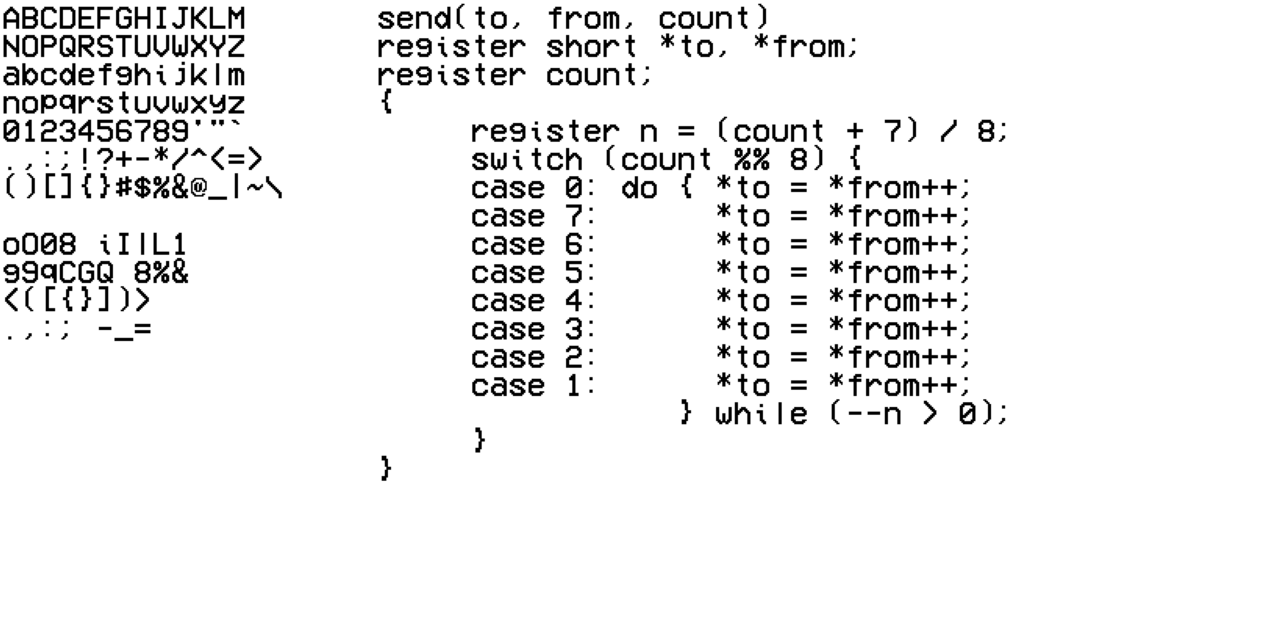 ABCDEFGHIJKLM
NOPQRSTUVWXYZ
abcdefghijklm
nopqrstuvwxyz
0123456789'"`
.,:;!?+-*/^<=>
()[]{}#$%&@_|~\
oO08 iIlL1
g9qCGQ 8%&
<([{}])>
.,:; -_=
send(to, from, count)
register short *to, *from;
register count;
{
     register n = (count + 7) / 8;
     switch (count %% 8) {
     case 0: do { *to = *from++;
     case 7:      *to = *from++;
     case 6:      *to = *from++;
     case 5:      *to = *from++;
     case 4:      *to = *from++;
     case 3:      *to = *from++;
     case 2:      *to = *from++;
     case 1:      *to = *from++;
                } while (--n > 0);
     }
}